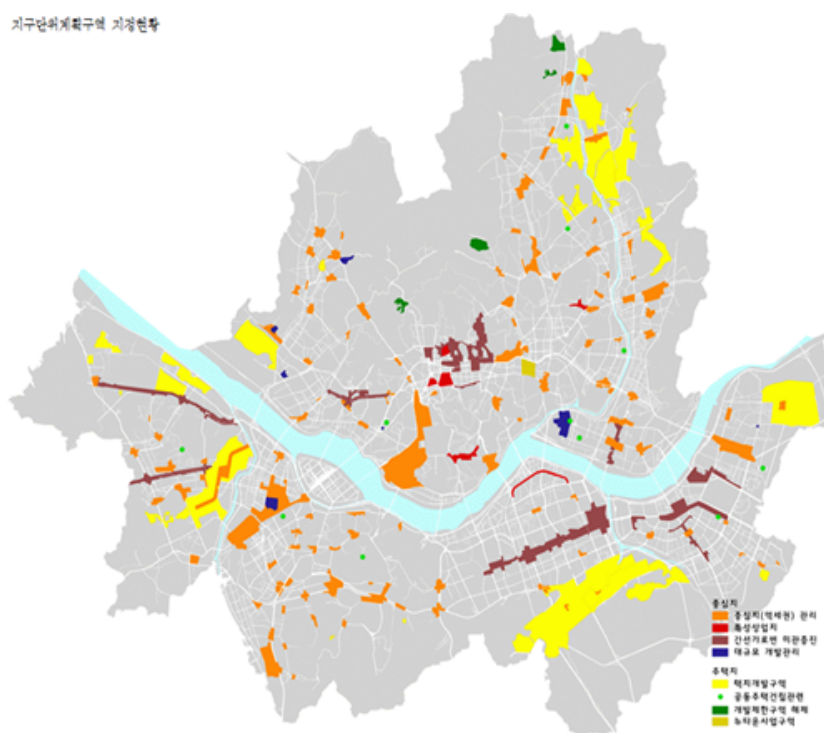 지구단위계획구역 지정현황
중심지
중심지(역세권) 관리
특성상업지
간선가로변 미관증진
대규모 개발관리
주택지
택지개발구역
공동주택건립관련
개발제한구역 해제
뉴타운사업구역